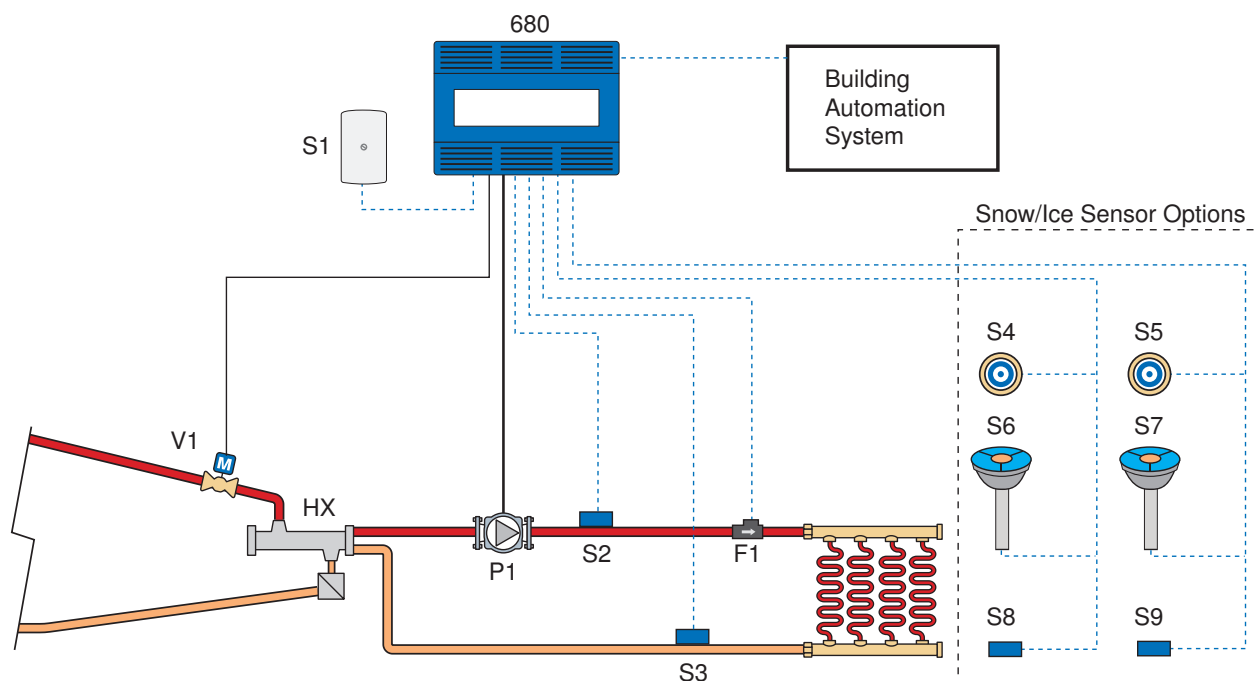 680
Building
Automation
System
S1
Snow/Ice Sensor Options
S4
S5
S6
S7
V1
M
HX
P1
S2
F1
S8
S9
S3